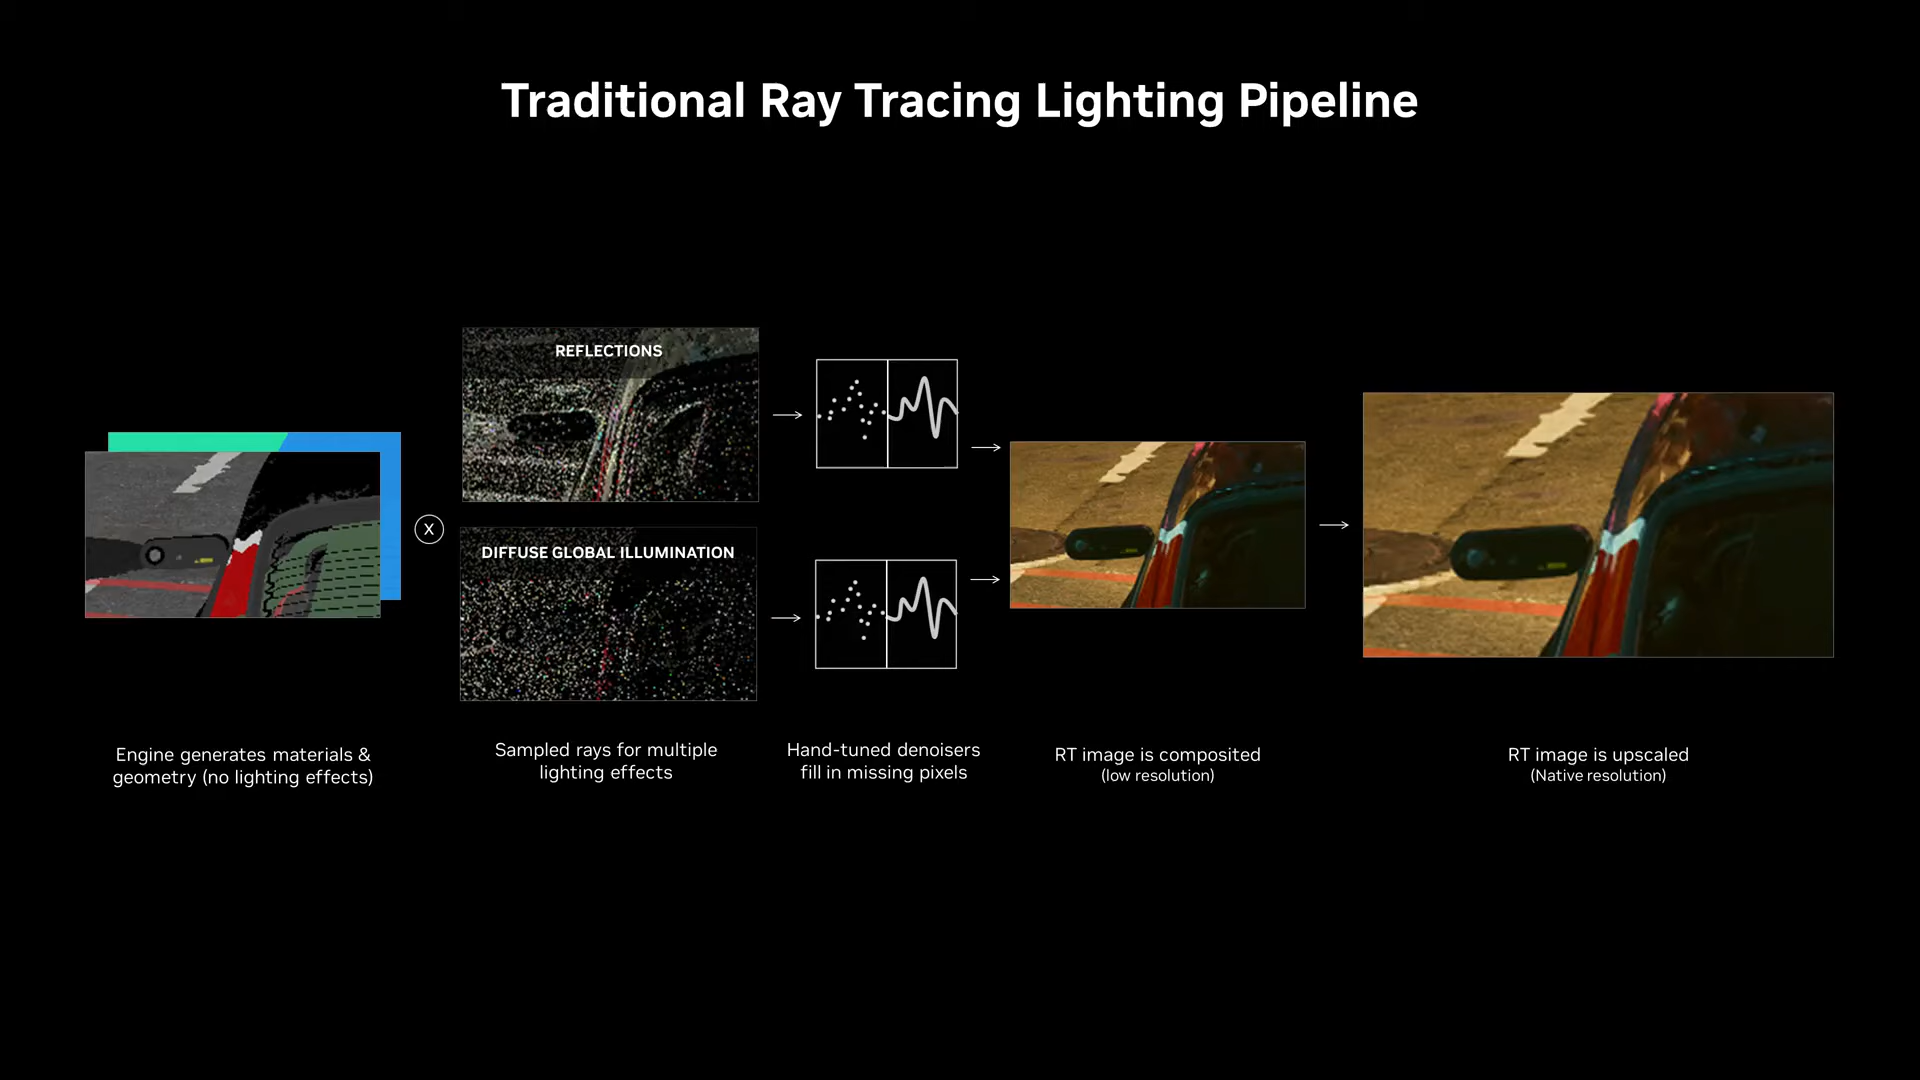 Traditional Ray Tracing Lighting Pipeline
REFLECTIONS
DIFFUSE GLOBAL ILLUMINATION
X
Engine generates materials &
geometry (no lighting effects)
Sampled rays for multiple
lighting effects
Hand-tuned denoisers
fill in missing pixels
RT image is composited
(low resolution)
RT image is upscaled
(Native resolution)